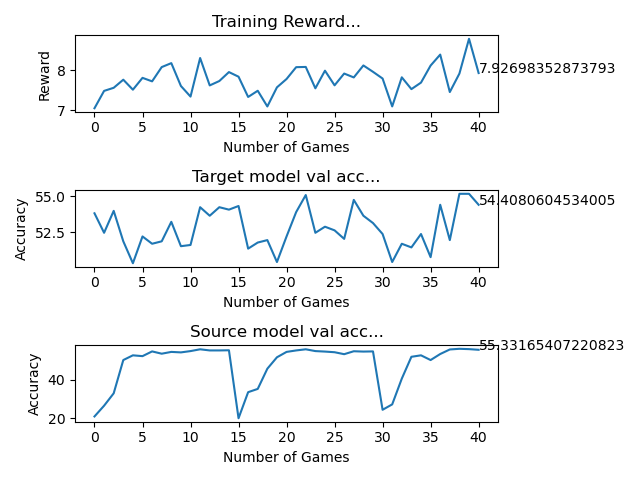 Training Reward...
Reward
8
7
7.92698352873793
0 5 10 15 20 25 30 35 40
Number of Games
Target model val acc...
Accuracy
55.0
52.5
54.4080604534005
0 5 10 15 20 25 30 35 40
Number of Games
Source model val acc...
Accuracy
40
20
55.33165407220823
0 5 10 15 20 25 30 35 40
Number of Games